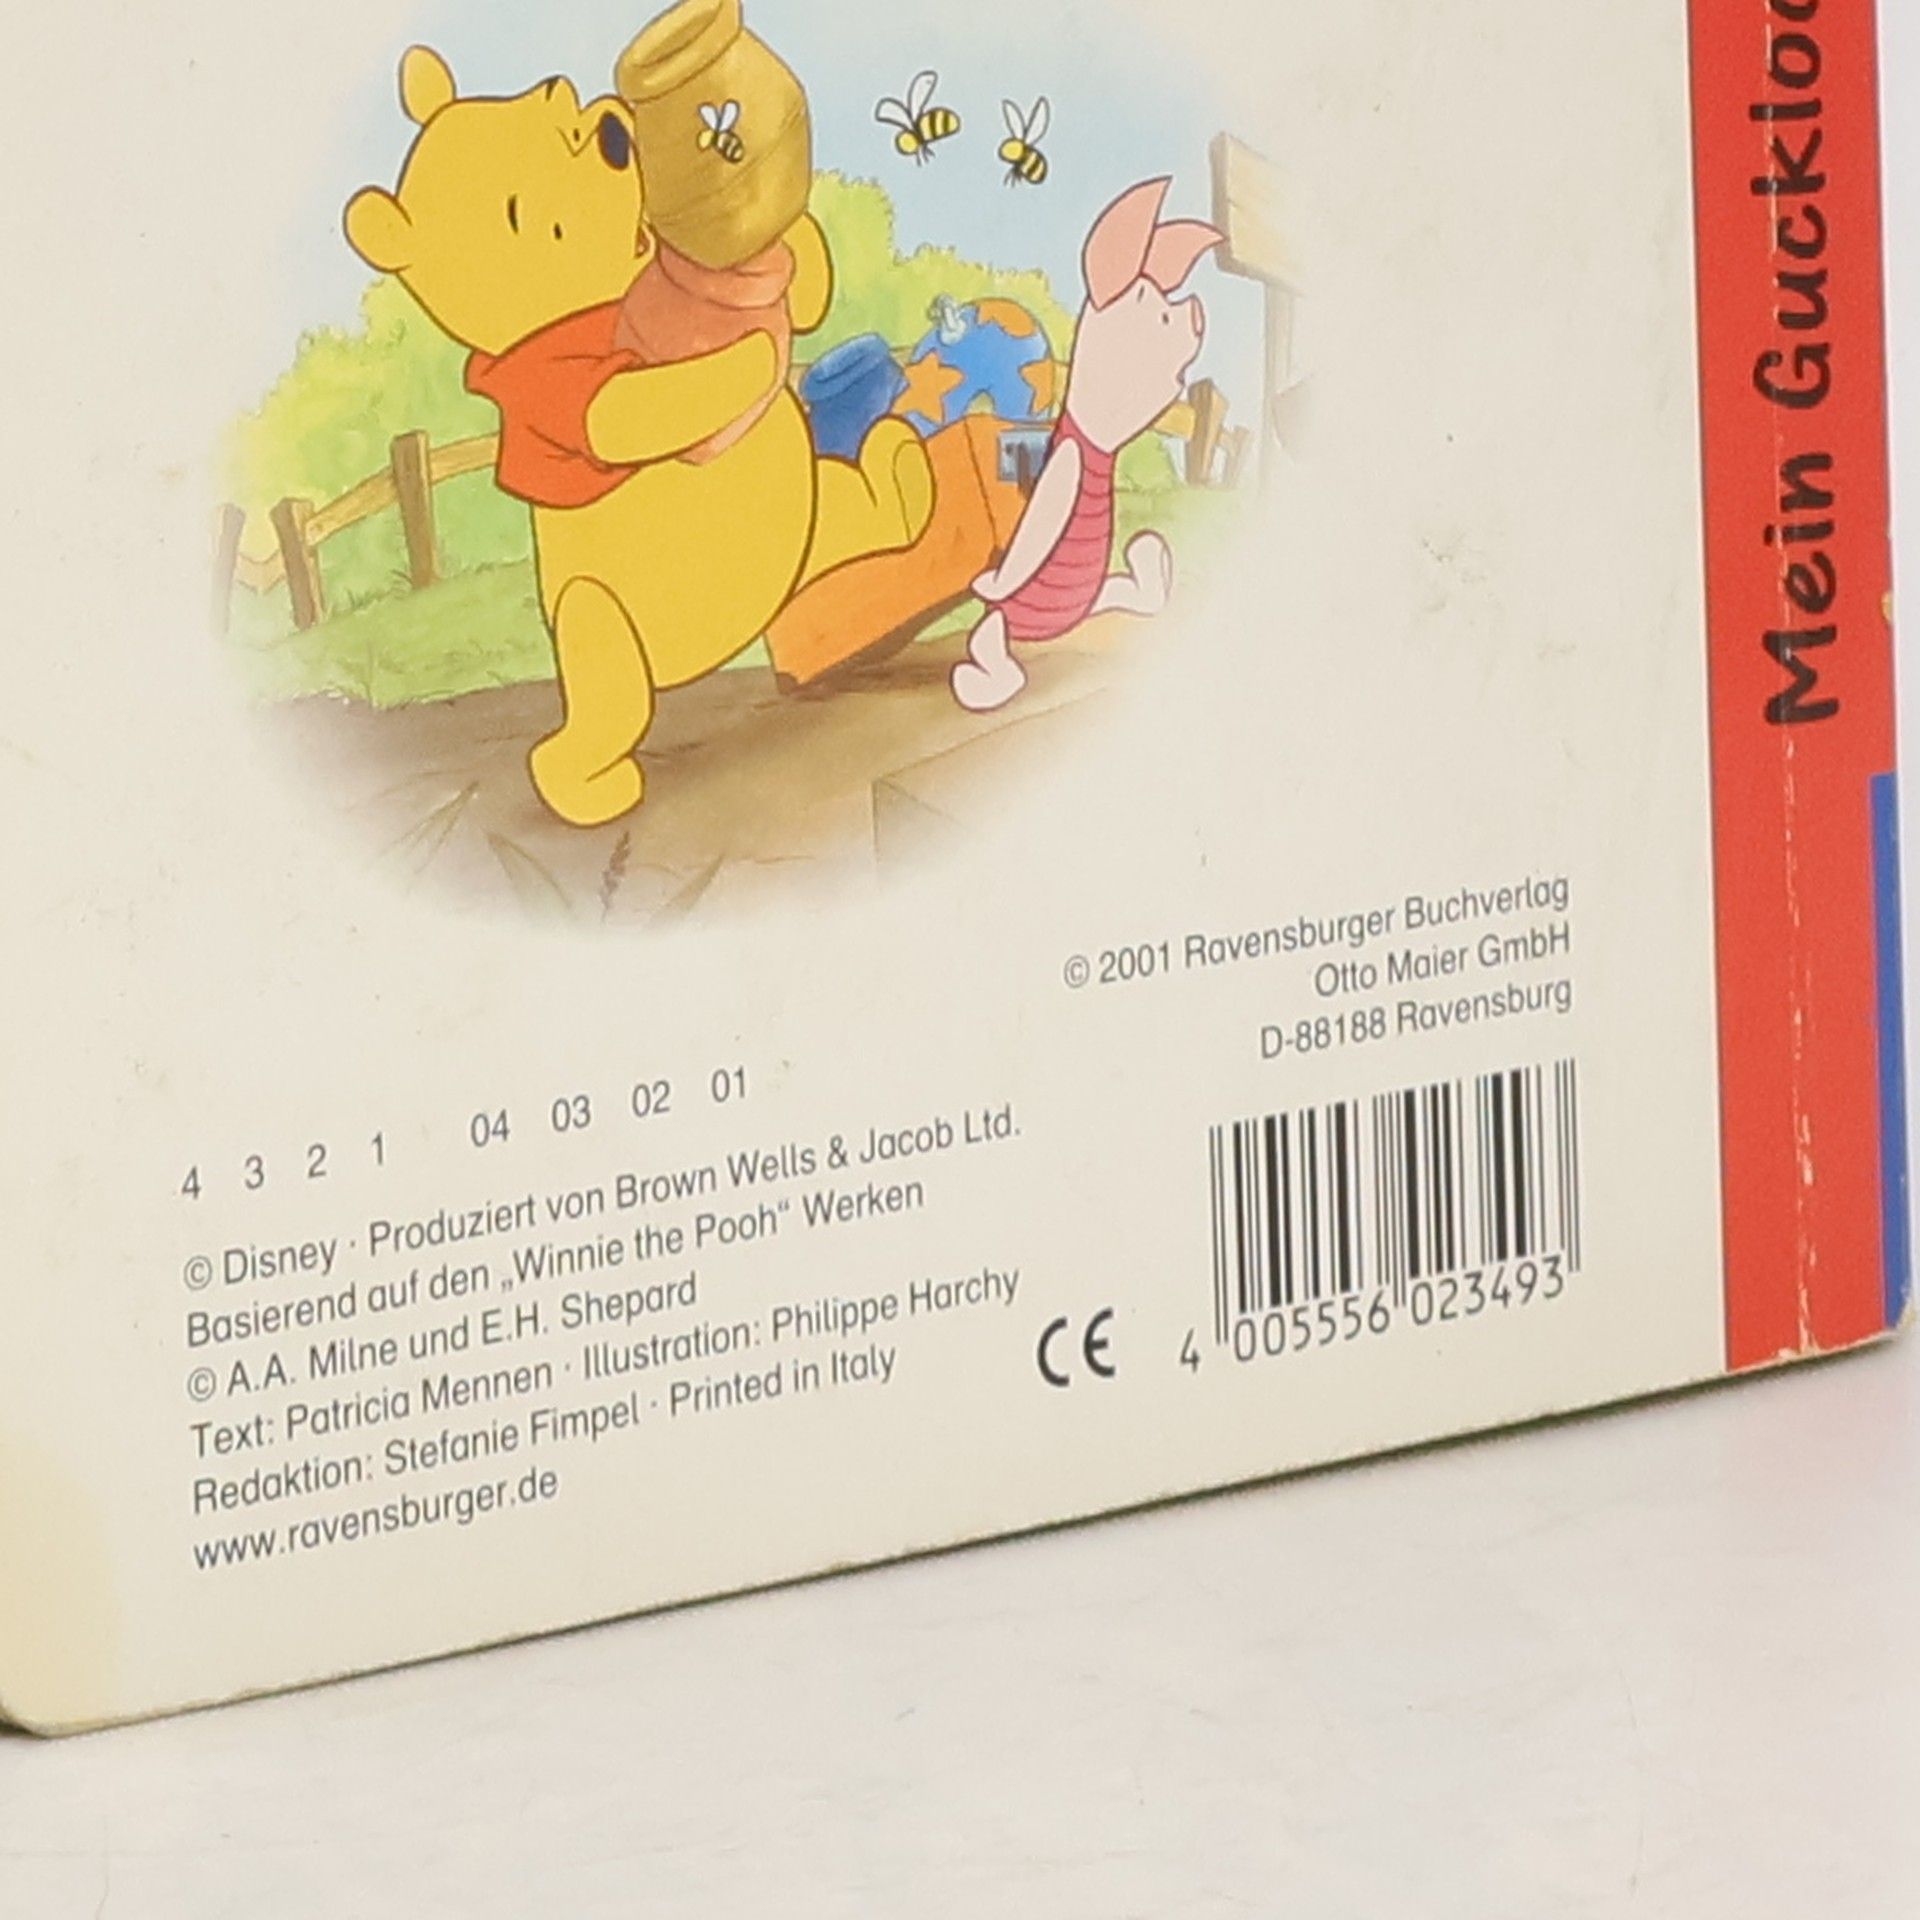 Mein
© 2001 Ravensburger Buchverlag
Otto Maier GmbH
D-88188 Ravensburg
4 3 2 1 04 03 02 01
© Disney · Produziert von Brown Wells & Jacob Ltd.
Basierend auf den „Winnie the Pooh“ Werken
© A.A. Milne und E.H. Shepard
Text: Patricia Mennen · Illustration: Philippe Harchy
Redaktion: Stefanie Fimpel · Printed in Italy
www.ravensburger.de
CE
4 005556 023493